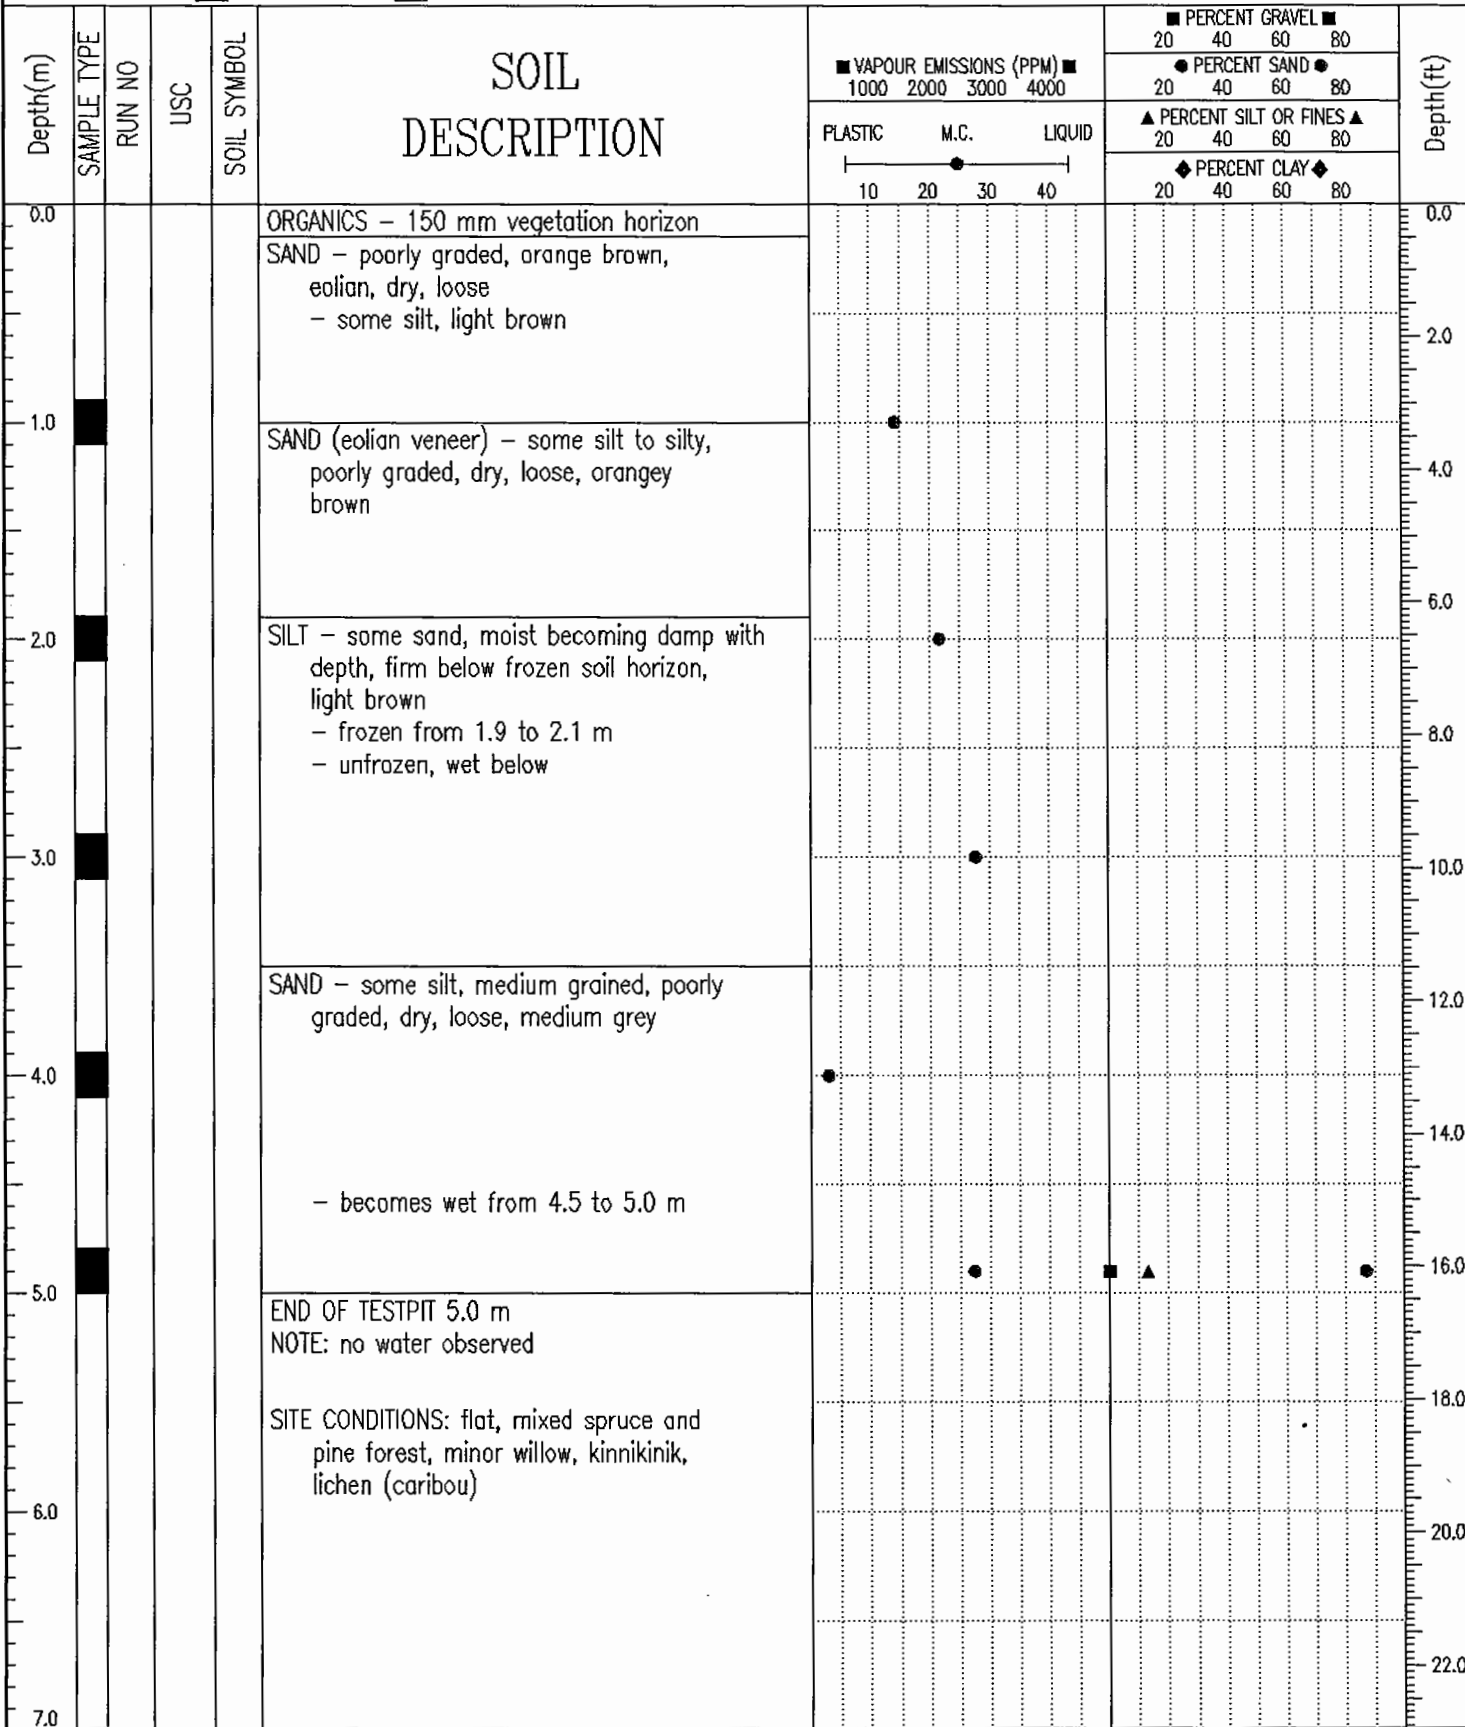 Depth(m)
SAMPLE TYPE
RUN NO
USC
SOIL SYMBOL
SOIL
DESCRIPTION
■ VAPOUR EMISSIONS (PPM) ■
1000 2000 3000 4000
PLASTIC M.C. LIQUID
10 20 30 40
■ PERCENT GRAVEL ■
20 40 60 80
● PERCENT SAND ●
20 40 60 80
▲ PERCENT SILT OR FINES ▲
20 40 60 80
◆ PERCENT CLAY ◆
20 40 60 80
Depth(ft)
0.0
1.0
2.0
3.0
4.0
5.0
6.0
7.0
ORGANICS – 150 mm vegetation horizon
SAND – poorly graded, orange brown,
eolian, dry, loose
– some silt, light brown
SAND (eolian veneer) – some silt to silty,
poorly graded, dry, loose, orangey
brown
SILT – some sand, moist becoming damp with
depth, firm below frozen soil horizon,
light brown
– frozen from 1.9 to 2.1 m
– unfrozen, wet below
SAND – some silt, medium grained, poorly
graded, dry, loose, medium grey
– becomes wet from 4.5 to 5.0 m
END OF TESTPIT 5.0 m
NOTE: no water observed
SITE CONDITIONS: flat, mixed spruce and
pine forest, minor willow, kinnikinik,
lichen (caribou)
0.0
2.0
4.0
6.0
8.0
10.0
12.0
14.0
16.0
18.0
20.0
22.0